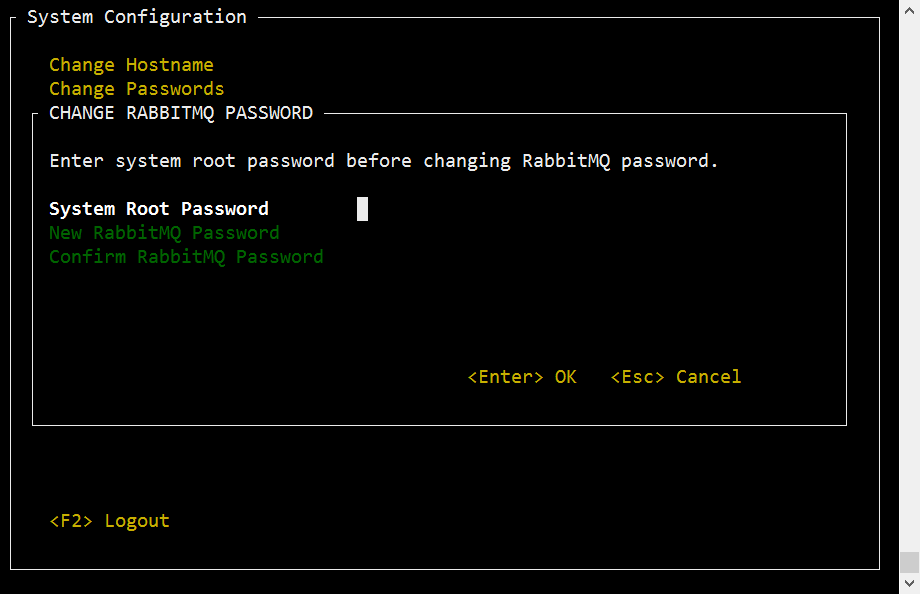 System Configuration
Change Hostname
Change Passwords
CHANGE RABBITMQ PASSWORD
Enter system root password before changing RabbitMQ password.
System Root Password
New RabbitMQ Password
Confirm RabbitMQ Password
<Enter> OK <Esc> Cancel
<F2> Logout